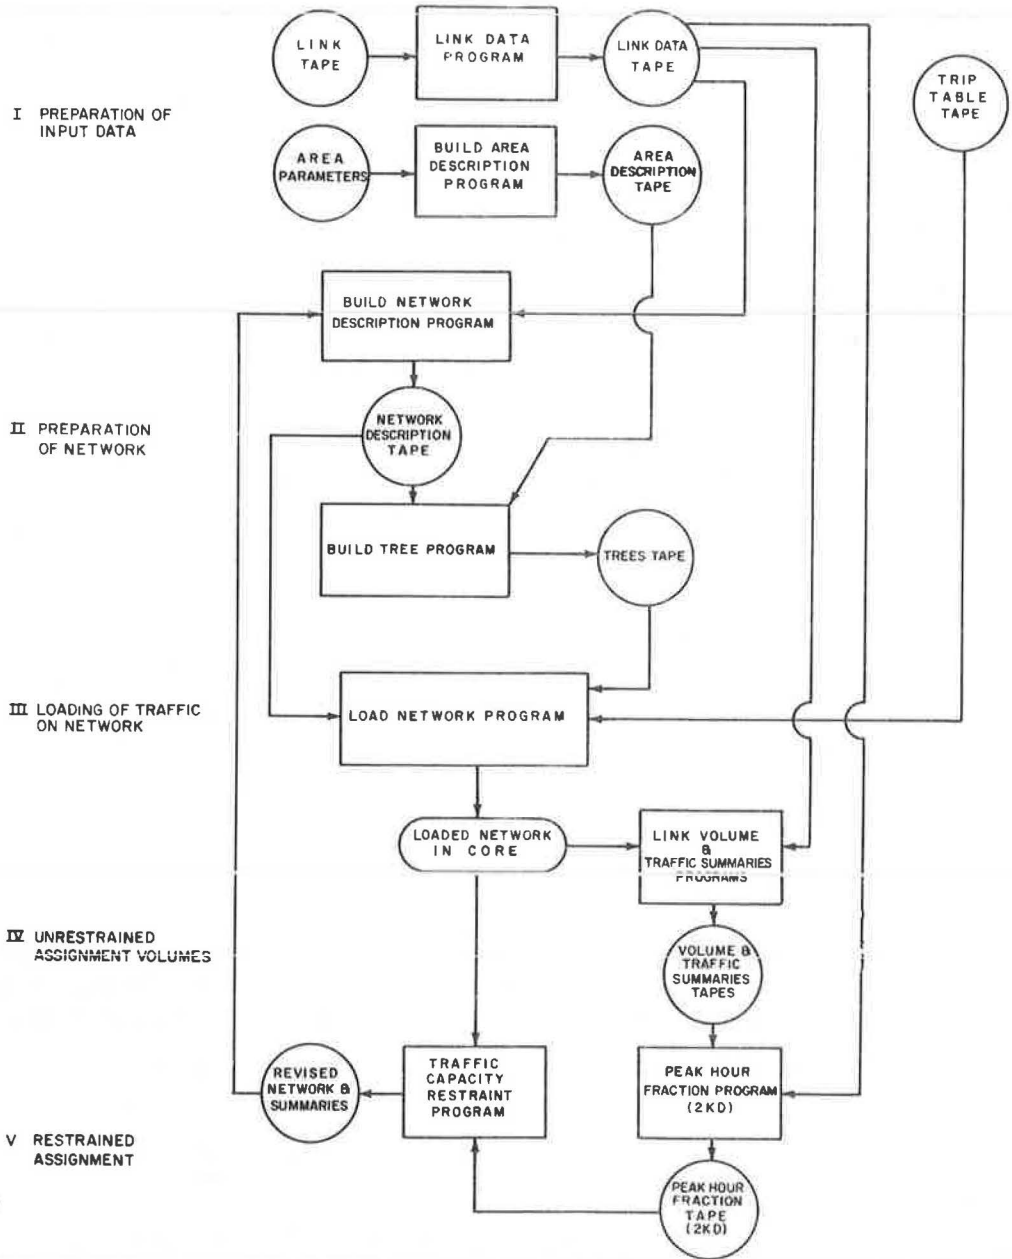 LINK
TAPE
LINK DATA
PROGRAM
LINK DATA
TAPE
TRIP
TABLE
TAPE
I PREPARATION OF
INPUT DATA
AREA
PARAMETERS
BUILD AREA
DESCRIPTION
PROGRAM
AREA
DESCRIPTION
TAPE
BUILD NETWORK
DESCRIPTION PROGRAM
II PREPARATION
OF NETWORK
NETWORK
DESCRIPTION
TAPE
BUILD TREE PROGRAM
TREES TAPE
III LOADING OF TRAFFIC
ON NETWORK
LOAD NETWORK PROGRAM
LOADED NETWORK
IN CORE
LINK VOLUME
&
TRAFFIC SUMMARIES
PROGRAMS
IV UNRESTRAINED
ASSIGNMENT VOLUMES
VOLUME &
TRAFFIC
SUMMARIES
TAPES
REVISED
NETWORK &
SUMMARIES
TRAFFIC
CAPACITY
RESTRAINT
PROGRAM
PEAK HOUR
FRACTION PROGRAM
(2KD)
V RESTRAINED
ASSIGNMENT
PEAK HOUR
FRACTION
TAPE
(2KD)